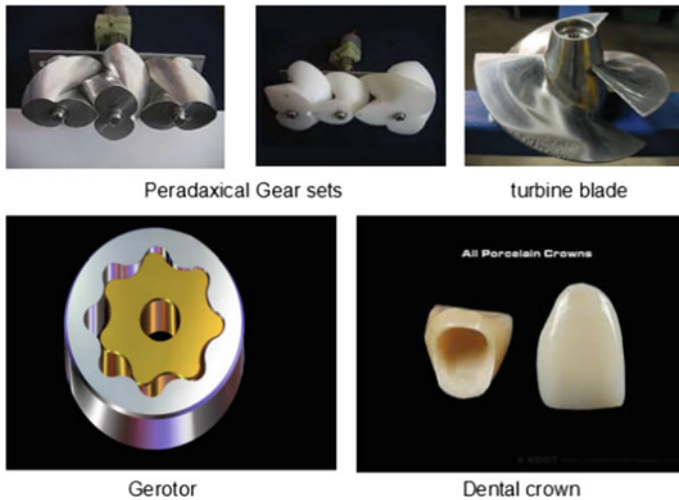 Peradaxical Gear sets
turbine blade
All Porcelain Crowns
Gerotor
Dental crown